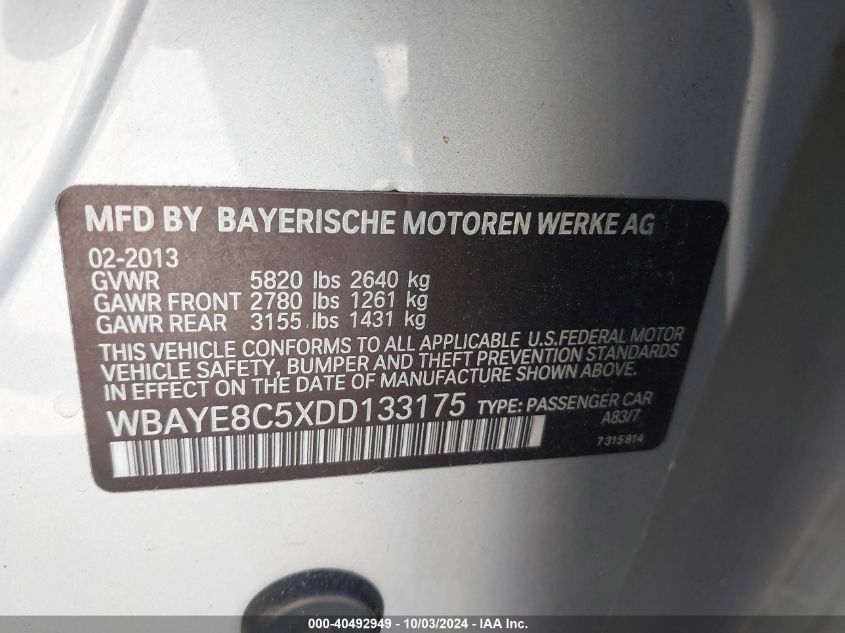 MFD BY BAYERISCHE MOTOREN WERKE AG
02-2013
GVWR 5820 lbs 2640 kg
GAWR FRONT 2780 lbs 1261 kg
GAWR REAR 3155 lbs 1431 kg
THIS VEHICLE CONFORMS TO ALL APPLICABLE U.S.FEDERAL MOTOR
VEHICLE SAFETY, BUMPER AND THEFT PREVENTION STANDARDS
IN EFFECT ON THE DATE OF MANUFACTURE SHOWN ABOVE.
WBAYE8C5XDD133175 TYPE: PASSENGER CAR
A83/7
7 315 814
000-40492949 - 10/03/2024 - IAA Inc.